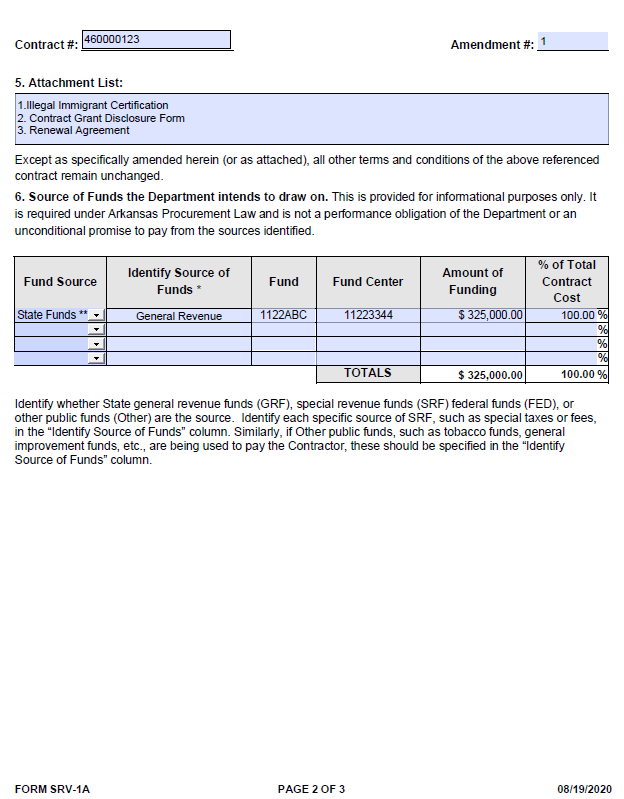 Contract #: 460000123 Amendment #: 1
5. Attachment List:
1.Illegal Immigrant Certification
2. Contract Grant Disclosure Form
3. Renewal Agreement
Except as specifically amended herein (or as attached), all other terms and conditions of the above referenced
contract remain unchanged.
6. Source of Funds the Department intends to draw on. This is provided for informational purposes only. It
is required under Arkansas Procurement Law and is not a performance obligation of the Department or an
unconditional promise to pay from the sources identified.
Fund Source Identify Source of Funds * Fund Fund Center Amount of Funding % of Total Contract Cost
State Funds ** General Revenue 1122ABC 11223344 $ 325,000.00 100.00 %
%
%
%
TOTALS $ 325,000.00 100.00 %
Identify whether State general revenue funds (GRF), special revenue funds (SRF) federal funds (FED), or
other public funds (Other) are the source. Identify each specific source of SRF, such as special taxes or fees,
in the “Identify Source of Funds” column. Similarly, if Other public funds, such as tobacco funds, general
improvement funds, etc., are being used to pay the Contractor, these should be specified in the “Identify
Source of Funds” column.
FORM SRV-1A PAGE 2 OF 3 08/19/2020